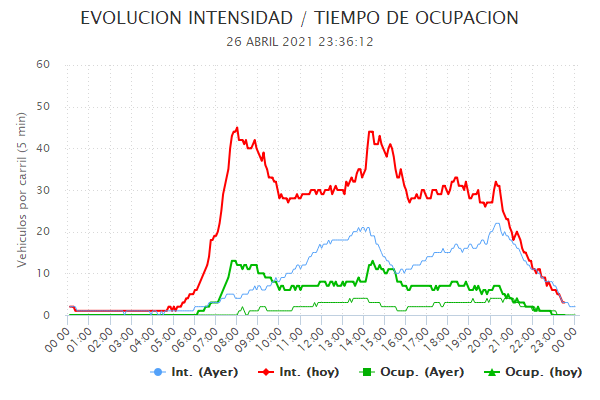 EVOLUCION INTENSIDAD / TIEMPO DE OCUPACION
26 ABRIL 2021 23:36:12
Vehiculos por carril (5 min)
60
50
40
30
20
10
0
00:00 01:00 02:00 03:00 04:00 05:00 06:00 07:00 08:00 09:00 10:00 11:00 12:00 13:00 14:00 15:00 16:00 17:00 18:00 19:00 20:00 21:00 22:00 23:00 00:00
Int. (Ayer) Int. (hoy) Ocup. (Ayer) Ocup. (hoy)